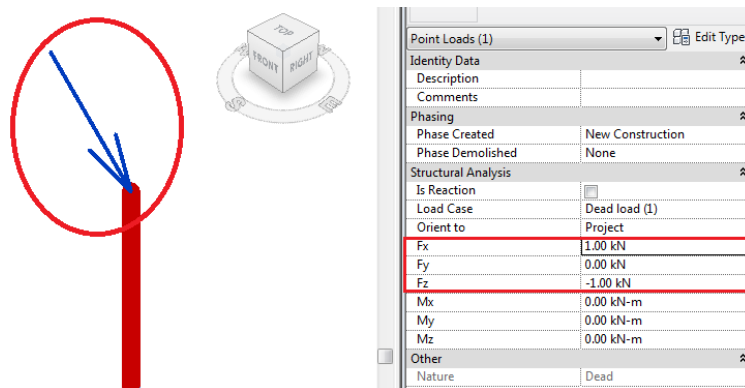 TOP
FRONT
RIGHT
S
E
Point Loads (1)
Edit Type
Identity Data
Description
Comments
Phasing
Phase Created New Construction
Phase Demolished None
Structural Analysis
Is Reaction
Load Case Dead load (1)
Orient to Project
Fx 1.00 kN
Fy 0.00 kN
Fz -1.00 kN
Mx 0.00 kN-m
My 0.00 kN-m
Mz 0.00 kN-m
Other
Nature Dead